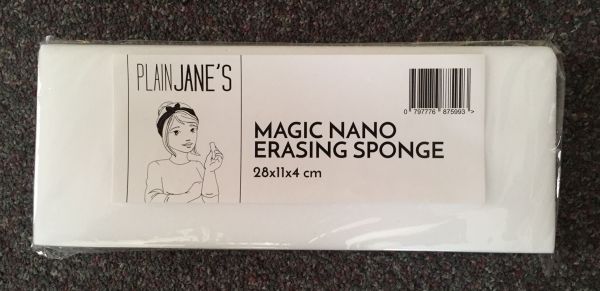 PLAIN JANE'S
MAGIC NANO
ERASING SPONGE
28x11x4 cm
0 797776 875993 >